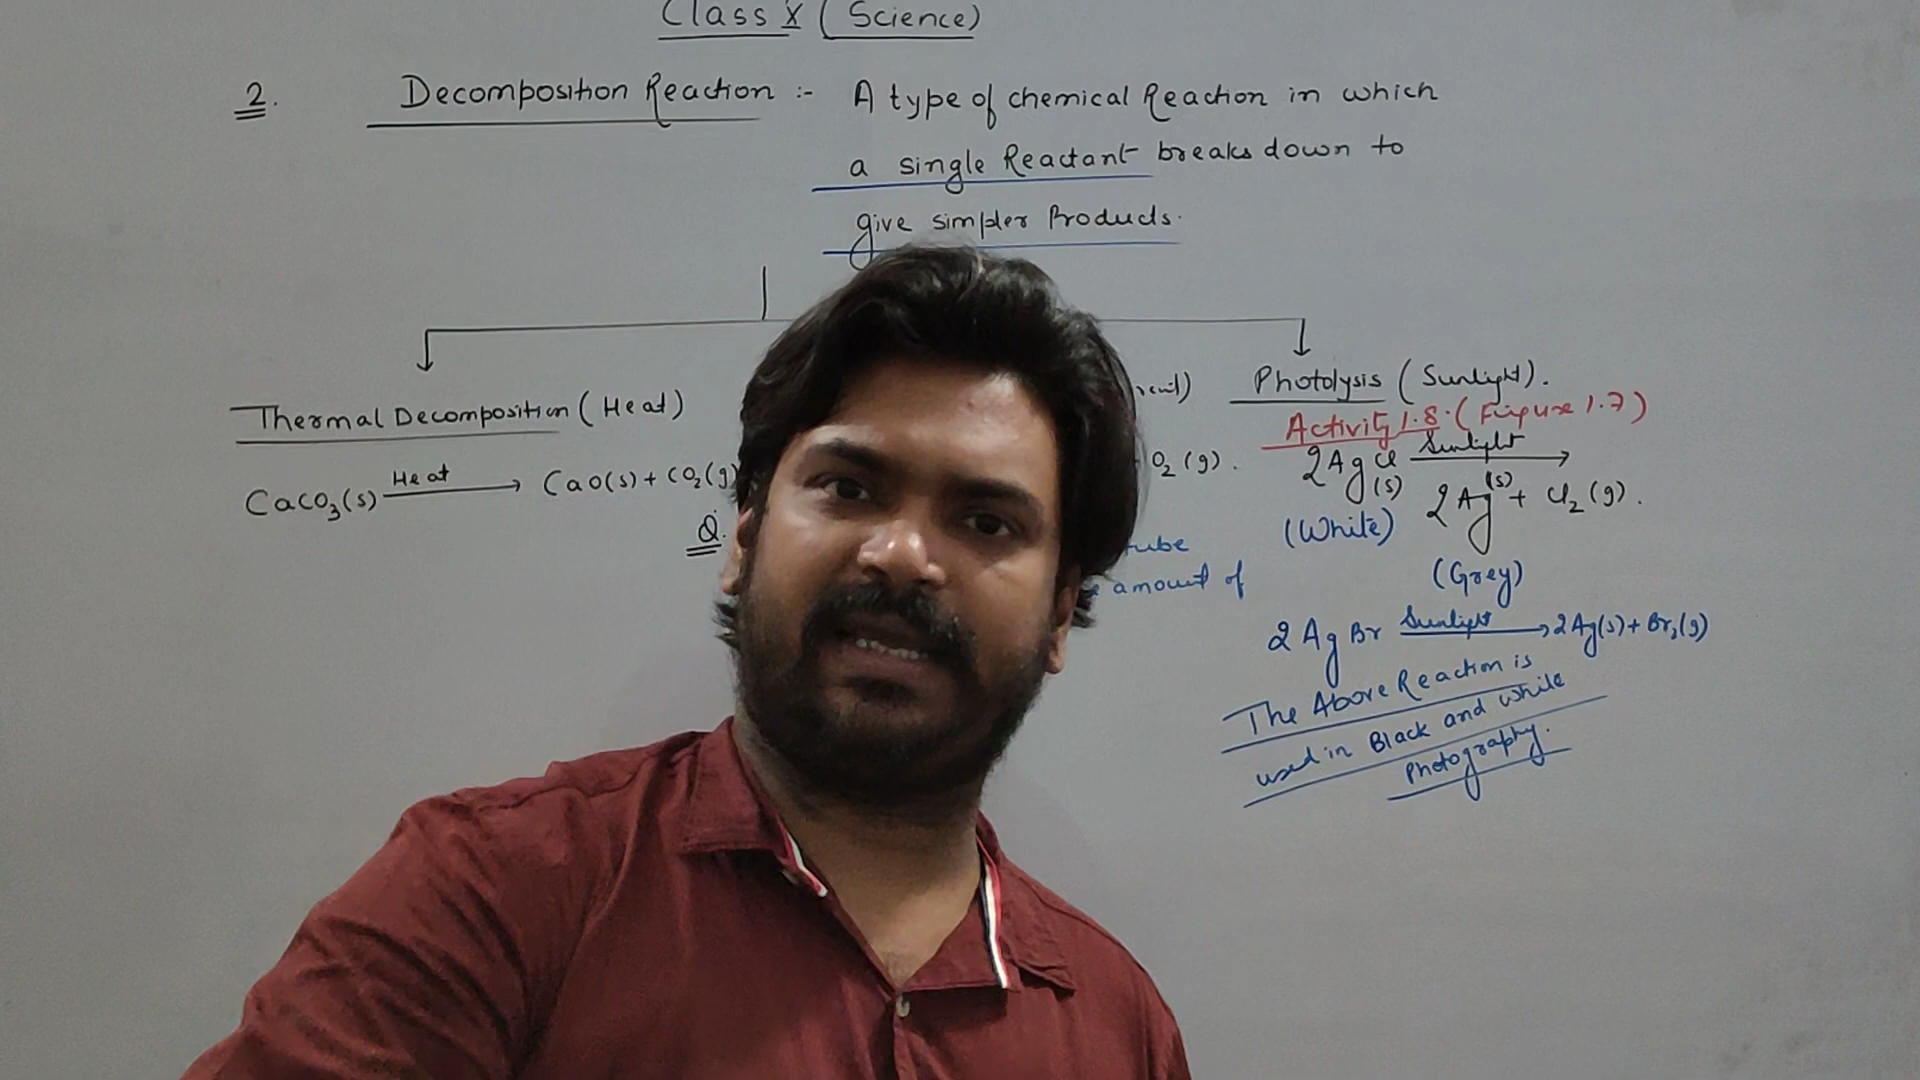 Class X (Science)
2.
Decomposition Reaction :- A type of chemical Reaction in which
a single Reactant breaks down to
give simpler Products.
Thermal Decomposition (Heat)
CaCO₃(s) Heat → CaO(s) + CO₂(g)
Q.
O₂(g).
tube
amount of
Photolysis (Sunlight).
Activity 1.8. (Figure 1.7)
2AgCl(s) Sunlight →
2Ag(s) + Cl₂(g).
(White)
(Grey)
2AgBr Sunlight → 2Ag(s) + Br₂(g)
The Above Reaction is
used in Black and white
Photography.